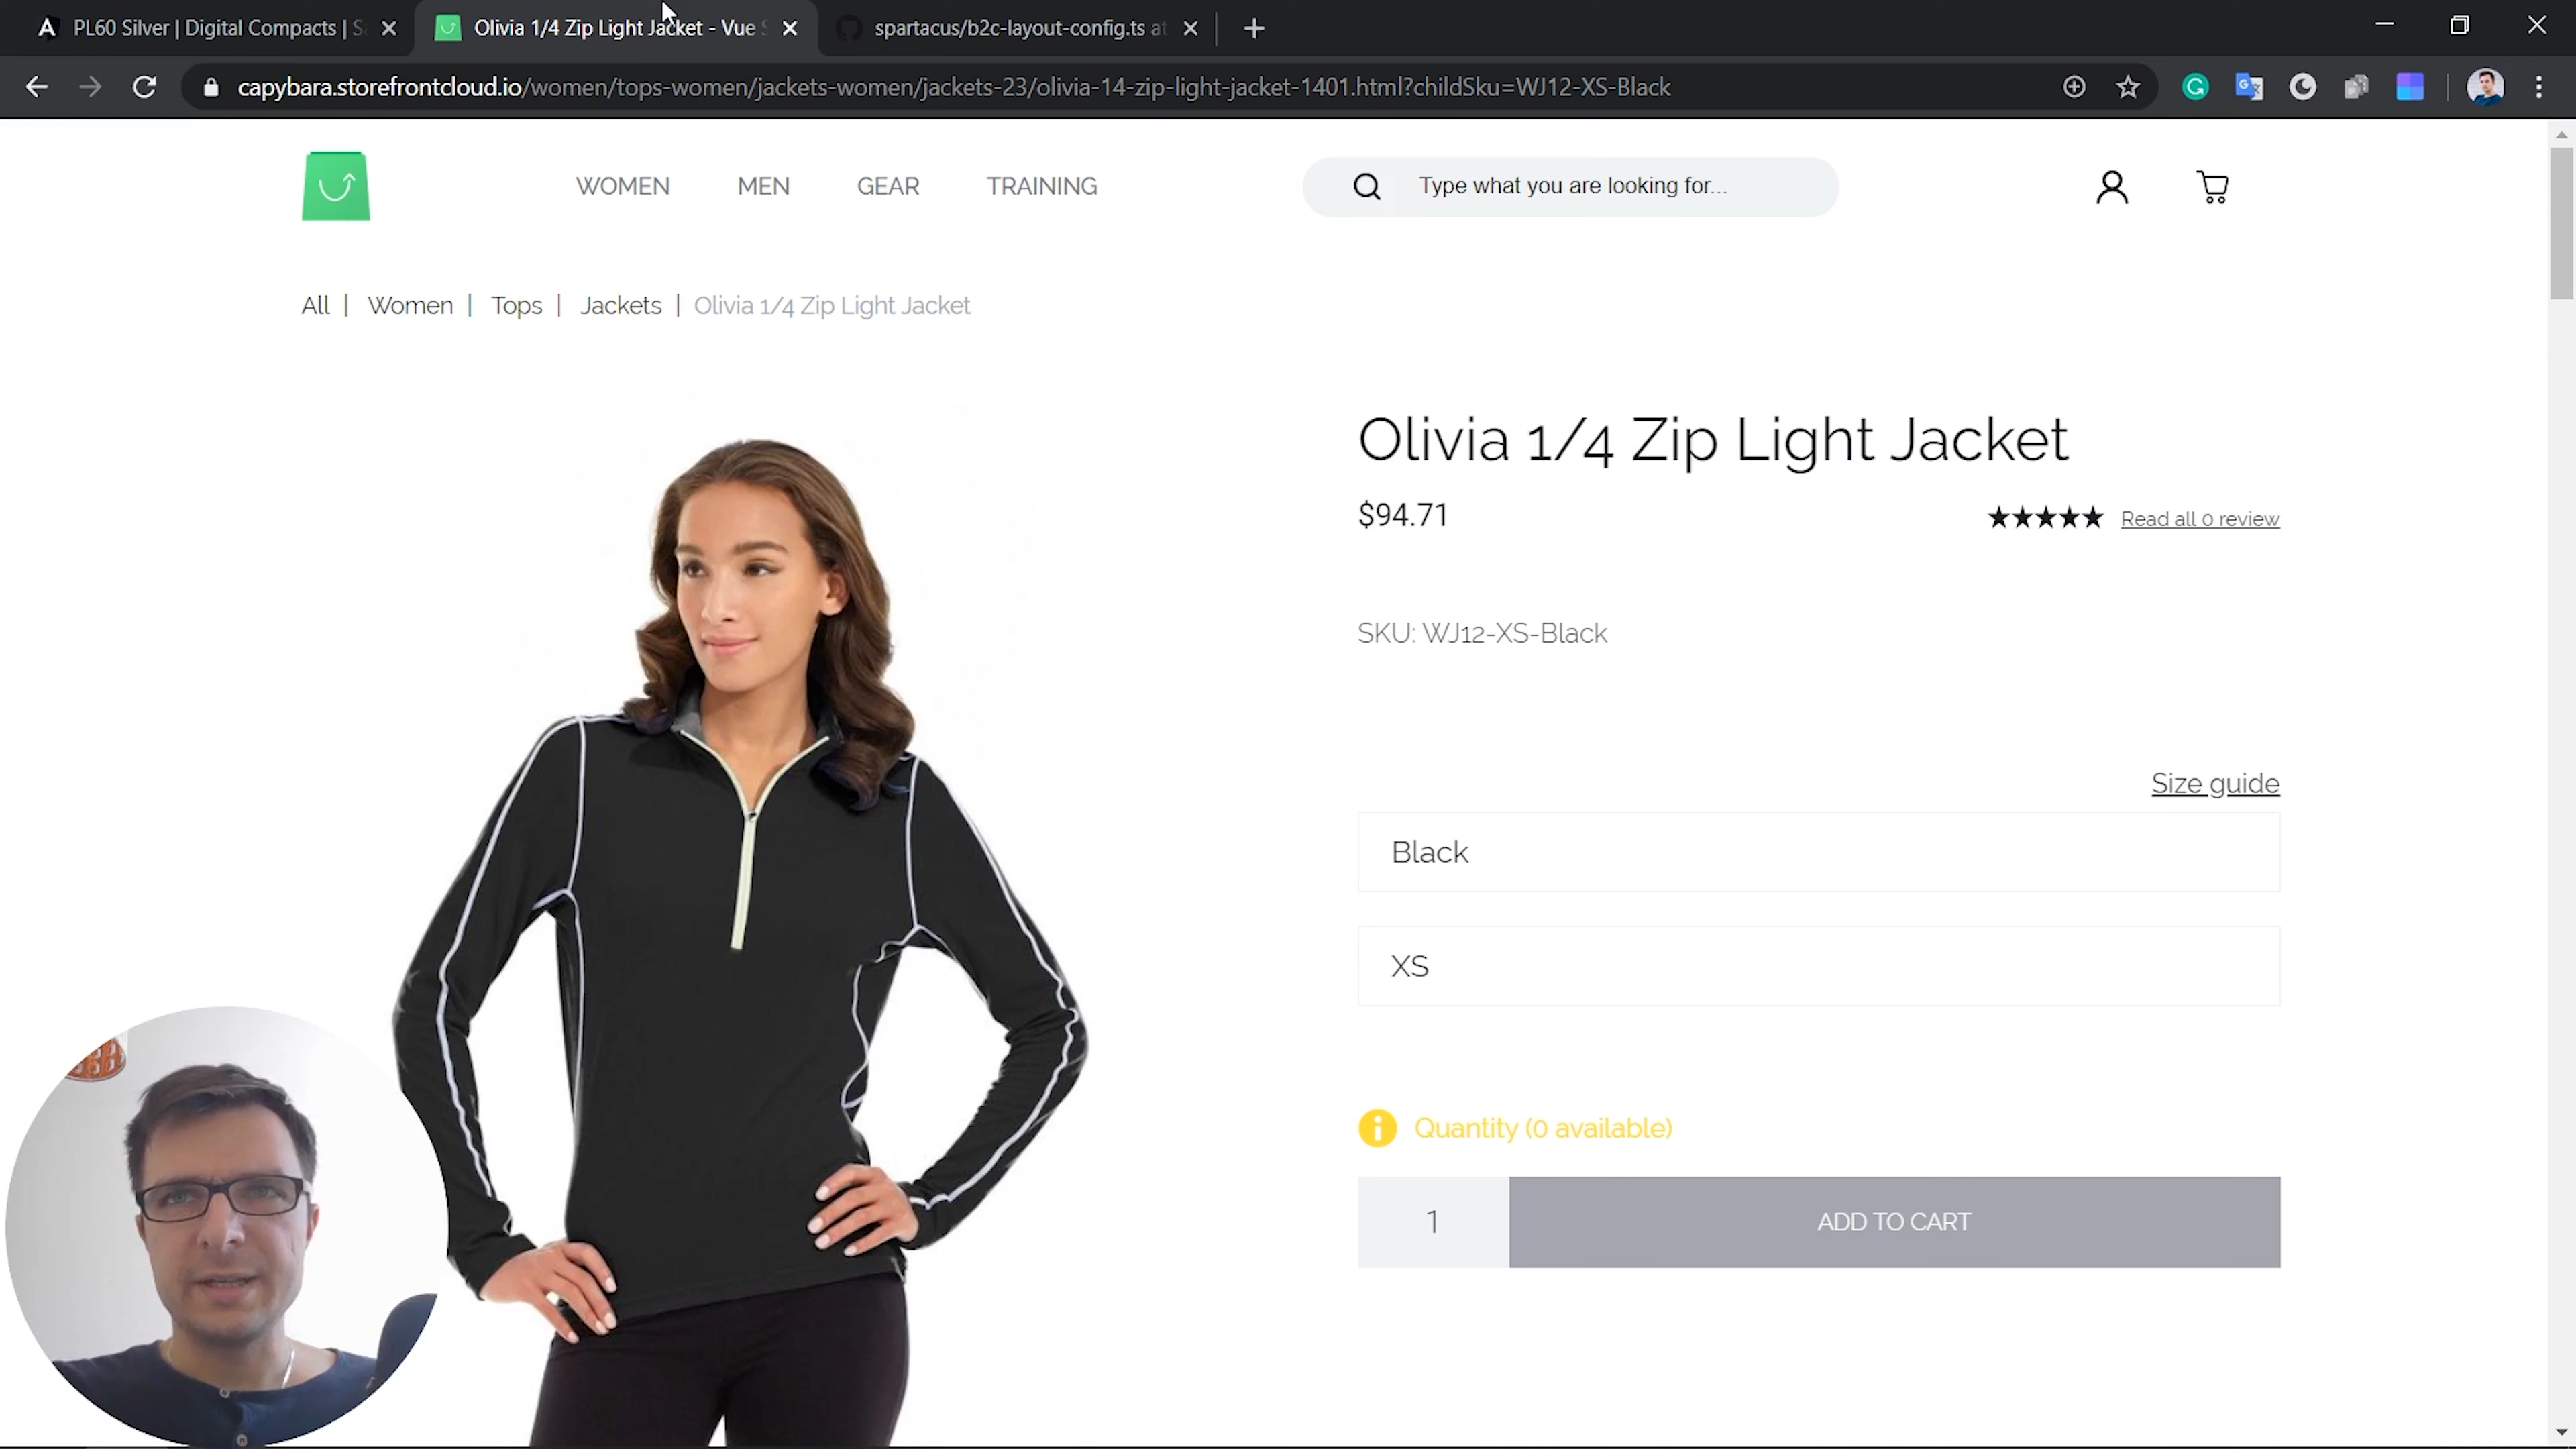 PL60 Silver | Digital Compacts | S
Olivia 1/4 Zip Light Jacket - Vue S
spartacus/b2c-layout-config.ts at
capybara.storefrontcloud.io/women/tops-women/jackets-women/jackets-23/olivia-14-zip-light-jacket-1401.html?childSku=WJ12-XS-Black
WOMEN MEN GEAR TRAINING
Type what you are looking for...
All | Women | Tops | Jackets | Olivia 1/4 Zip Light Jacket
Olivia 1/4 Zip Light Jacket
$94.71
Read all 0 review
SKU: WJ12-XS-Black
Size guide
Black
XS
Quantity (0 available)
1
ADD TO CART